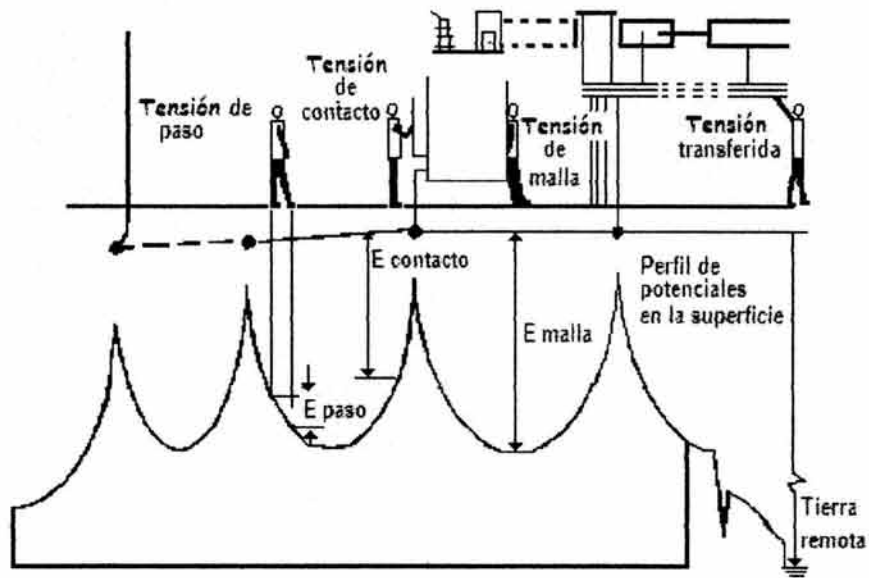 Tensión de
paso
Tensión
de
contacto
Tensión
de
malla
Tensión
transferida
E contacto
E malla
E paso
Perfil de
potenciales
en la superficie
Tierra
remota